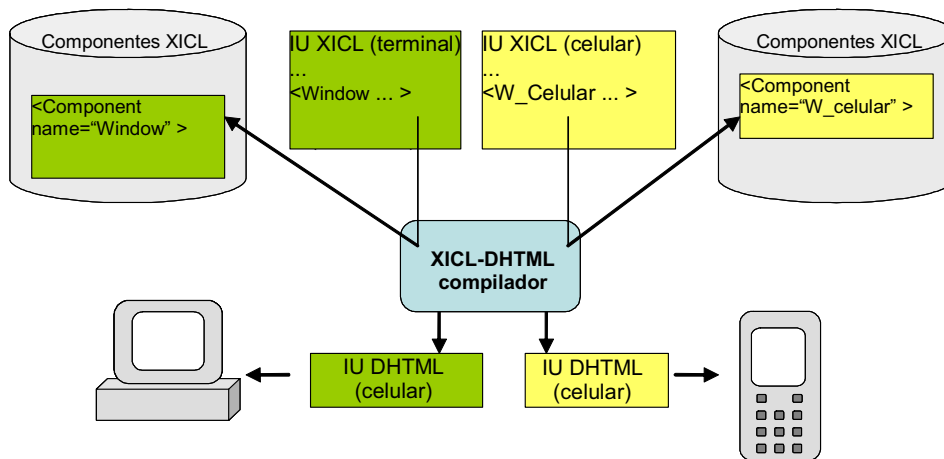 Componentes XICL
<Component
name=“Window” >
IU XICL (terminal)
...
<Window ... >
IU XICL (celular)
...
<W_Celular ... >
Componentes XICL
<Component
name=“W_celular” >
XICL-DHTML
compilador
IU DHTML
(celular)
IU DHTML
(celular)